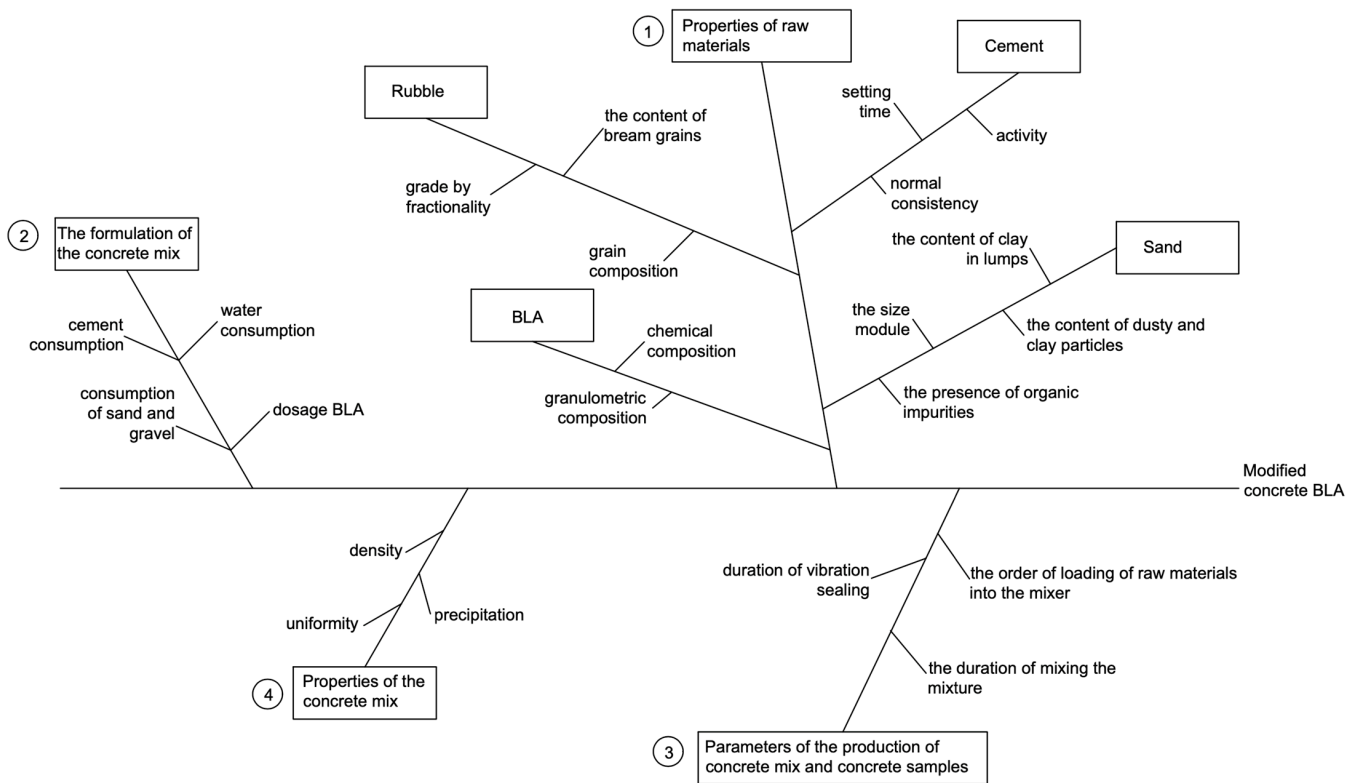 1
Properties of raw
materials
Cement
Rubble
setting
time
activity
the content of
bream grains
grade by
fractionality
normal
consistency
2
The formulation of
the concrete mix
grain
composition
the content of clay
in lumps
Sand
BLA
water
consumption
cement
consumption
chemical
composition
the size
module
the content of dusty and
clay particles
consumption
of sand and
gravel
dosage BLA
granulometric
composition
the presence of organic
impurities
Modified
concrete BLA
density
uniformity
precipitation
duration of vibration
sealing
the order of loading of raw materials
into the mixer
the duration of mixing the
mixture
4
Properties of the
concrete mix
3
Parameters of the production of
concrete mix and concrete samples